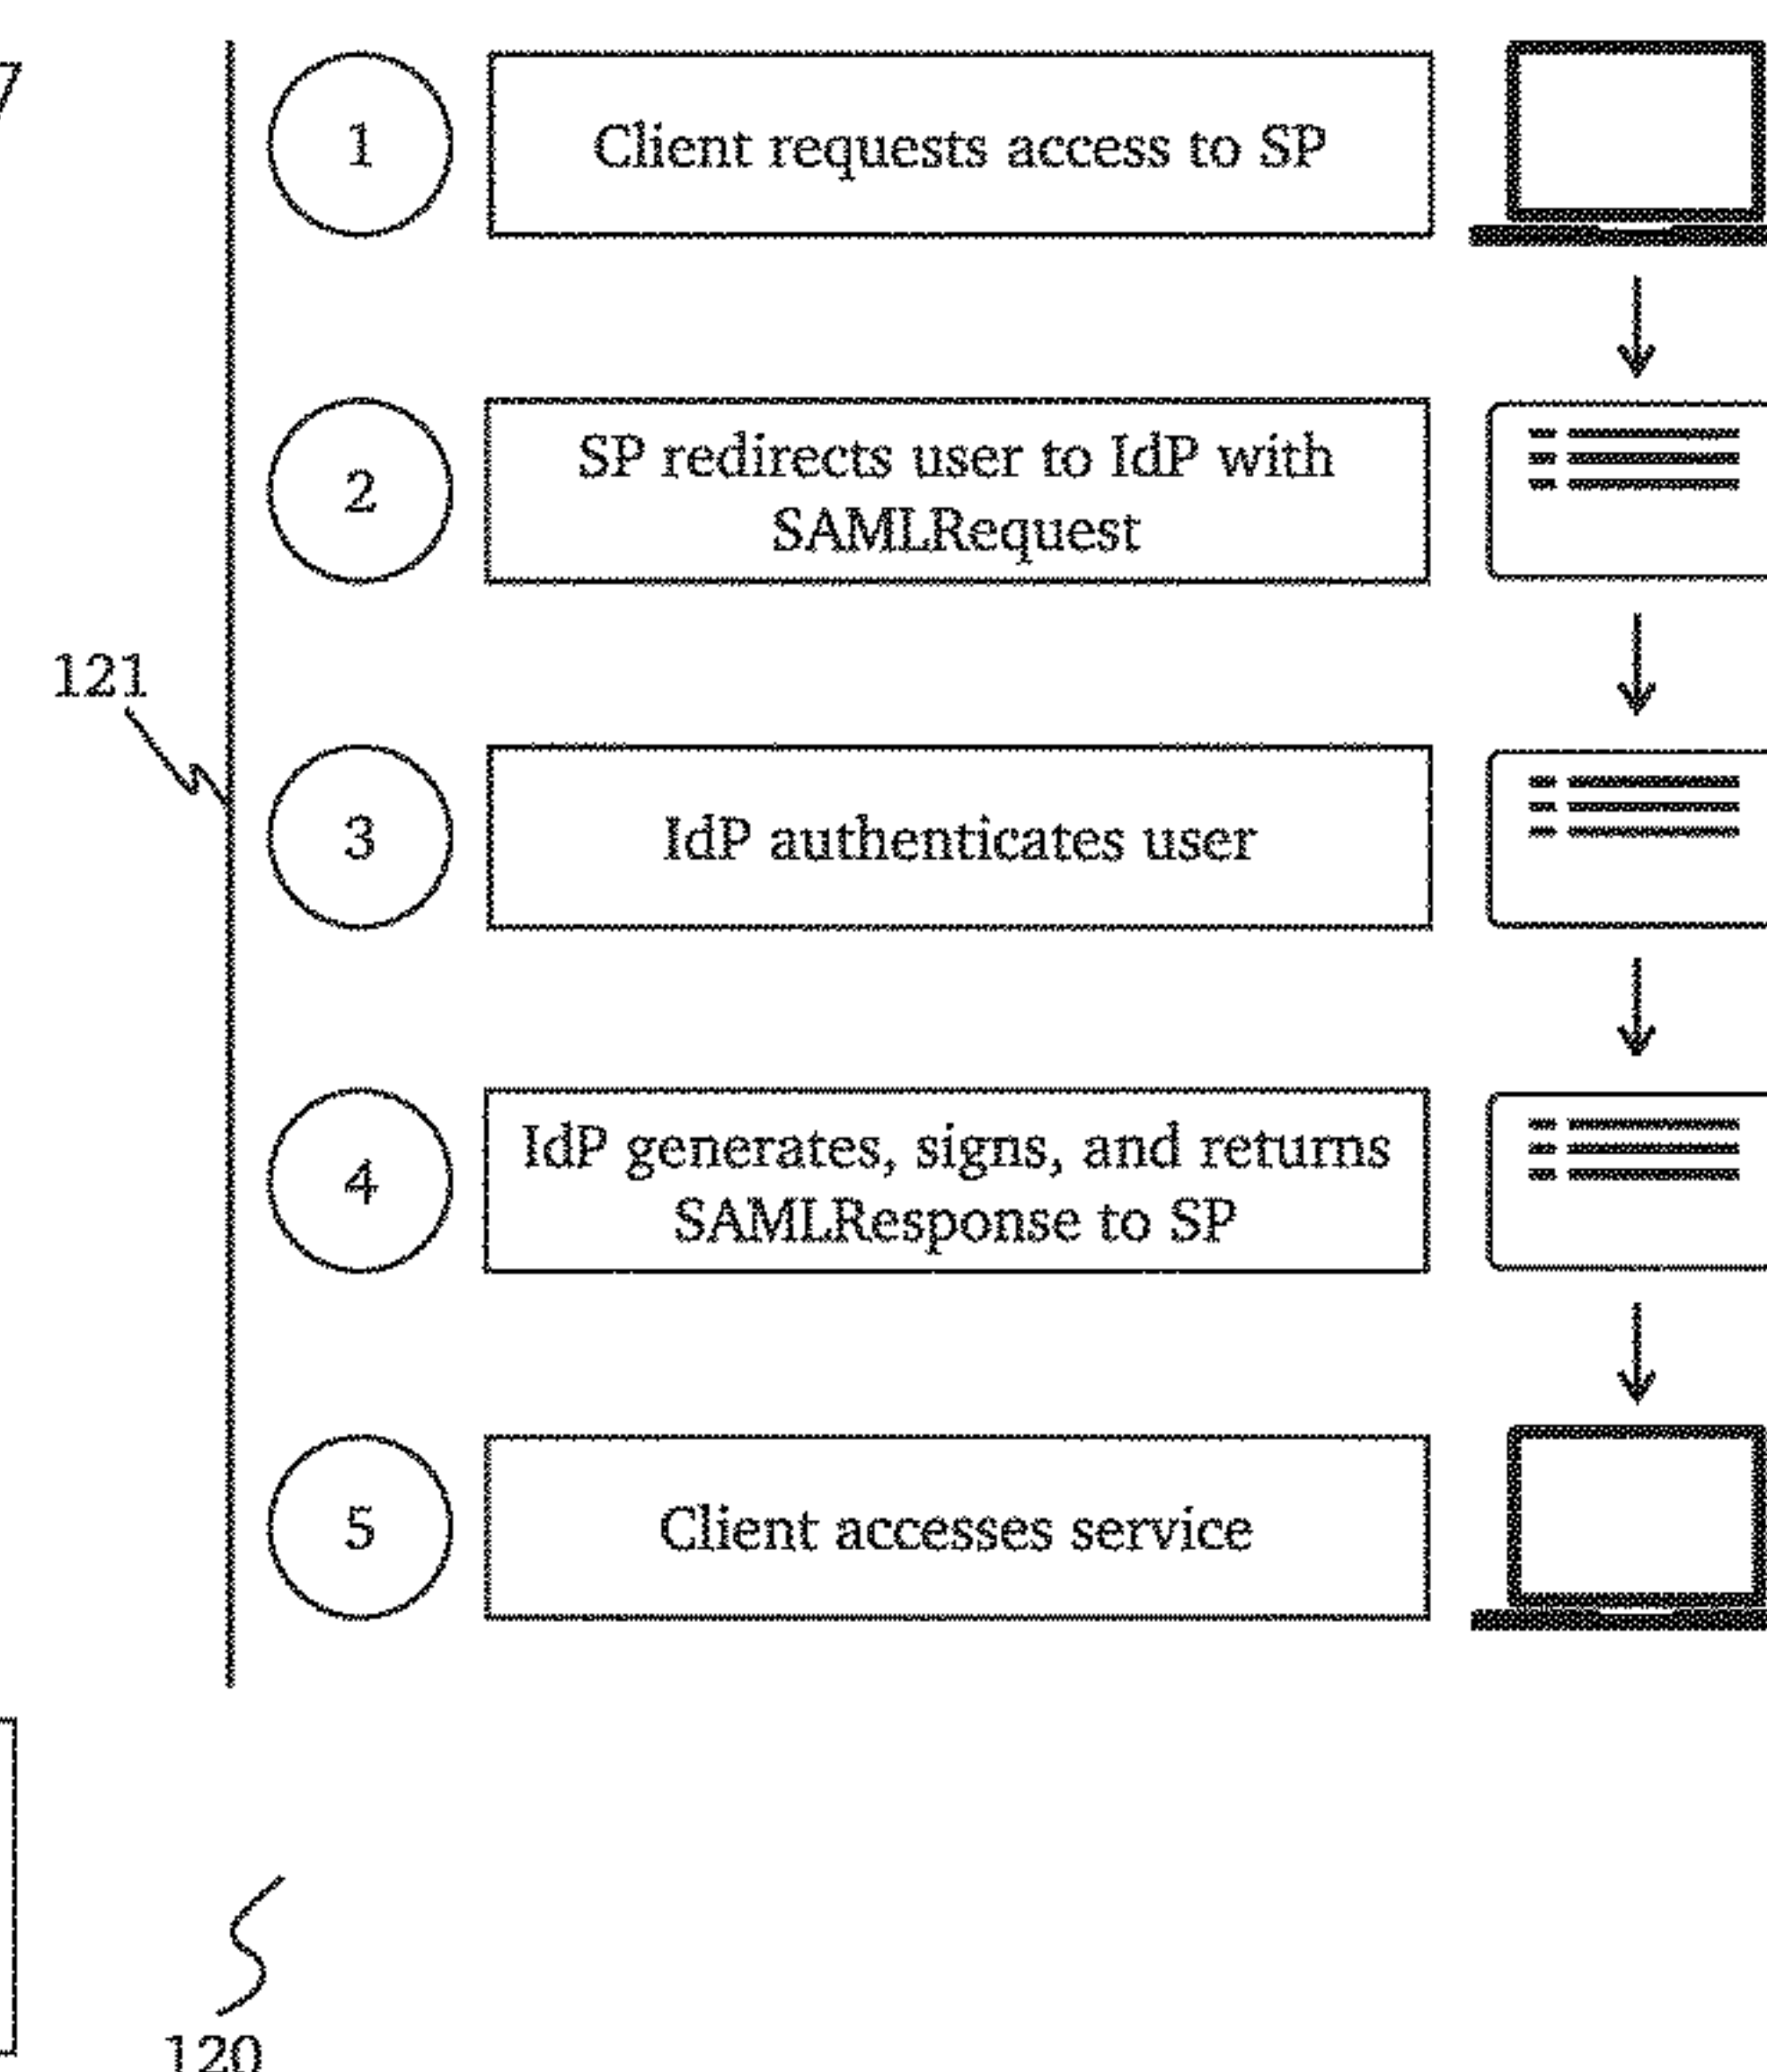 1
Client requests access to SP
2
SP redirects user to IdP with
SAMLRequest
121
3
IdP authenticates user
4
IdP generates, signs, and returns
SAMLResponse to SP
5
Client accesses service
120